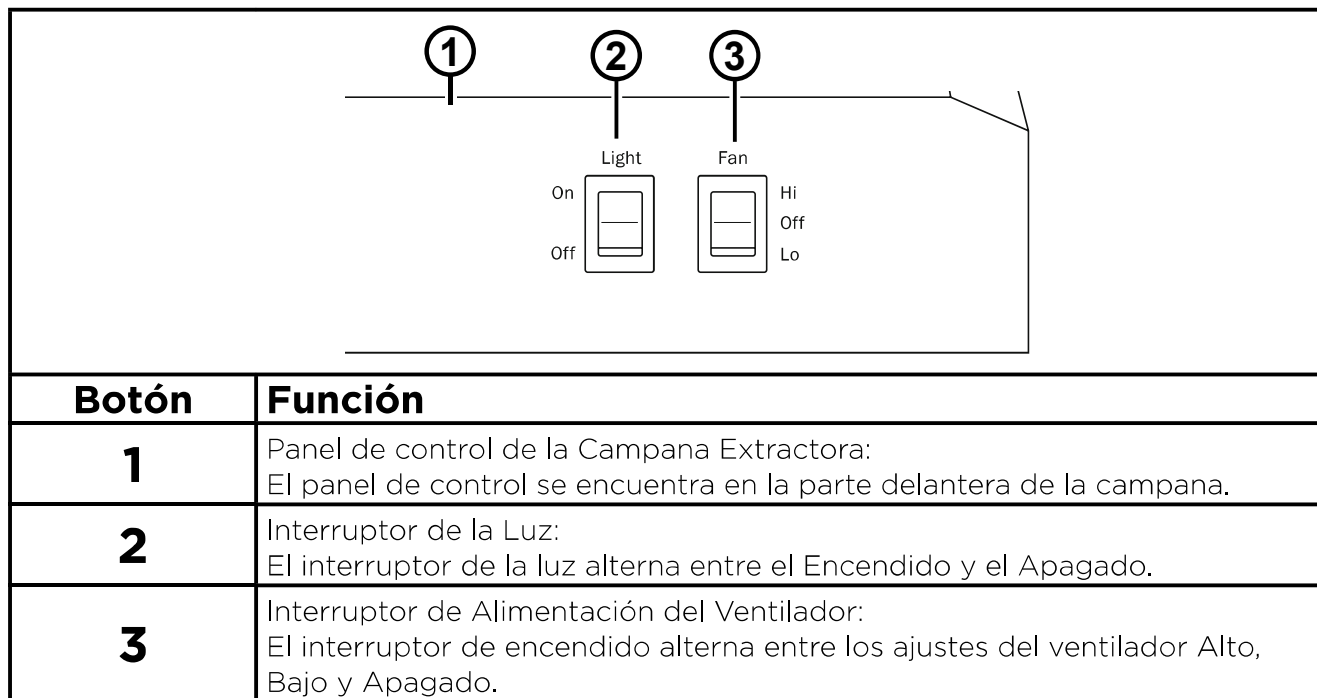 1 2 3
Light Fan
On Hi
Off
Off Lo
Botón Función
1 Panel de control de la Campana Extractora:
El panel de control se encuentra en la parte delantera de la campana.
2 Interruptor de la Luz:
El interruptor de la luz alterna entre el Encendido y el Apagado.
3 Interruptor de Alimentación del Ventilador:
El interruptor de encendido alterna entre los ajustes del ventilador Alto,
Bajo y Apagado.